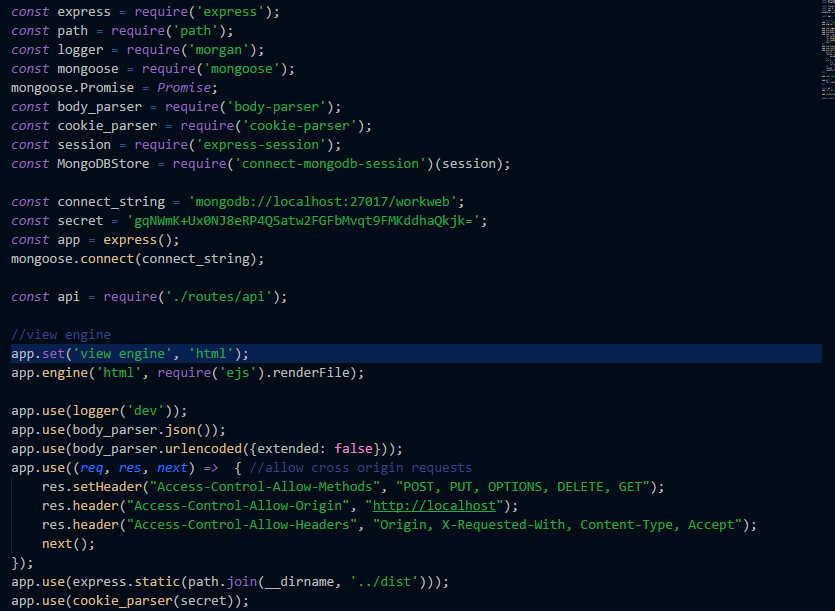 const express = require('express');
const path = require('path');
const logger = require('morgan');
const mongoose = require('mongoose');
mongoose.Promise = Promise;
const body_parser = require('body-parser');
const cookie_parser = require('cookie-parser');
const session = require('express-session');
const MongoDBStore = require('connect-mongodb-session')(session);

const connect_string = 'mongodb://localhost:27017/workweb';
const secret = 'gqNWmK+Ux0NJ8eRP4QSatw2FGFbMvqt9FMKddhaQkjk=';
const app = express();
mongoose.connect(connect_string);

const api = require('./routes/api');

//view engine
app.set('view engine', 'html');
app.engine('html', require('ejs').renderFile);

app.use(logger('dev'));
app.use(body_parser.json());
app.use(body_parser.urlencoded({extended: false}));
app.use((req, res, next) =>  { //allow cross origin requests
    res.setHeader("Access-Control-Allow-Methods", "POST, PUT, OPTIONS, DELETE, GET");
    res.header("Access-Control-Allow-Origin", "http://localhost");
    res.header("Access-Control-Allow-Headers", "Origin, X-Requested-With, Content-Type, Accept");
    next();
});
app.use(express.static(path.join(__dirname, '../dist')));
app.use(cookie_parser(secret));